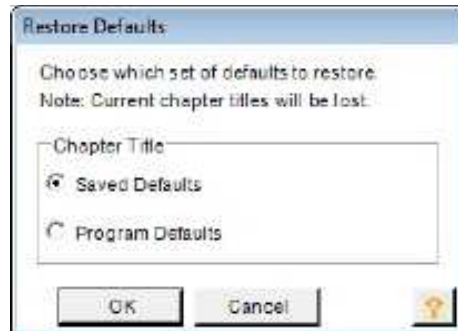 Restore Defaults
Choose which set of defaults to restore.
Note: Current chapter titles will be lost.
Chapter Title
Saved Defaults
Program Defaults
OK Cancel ?